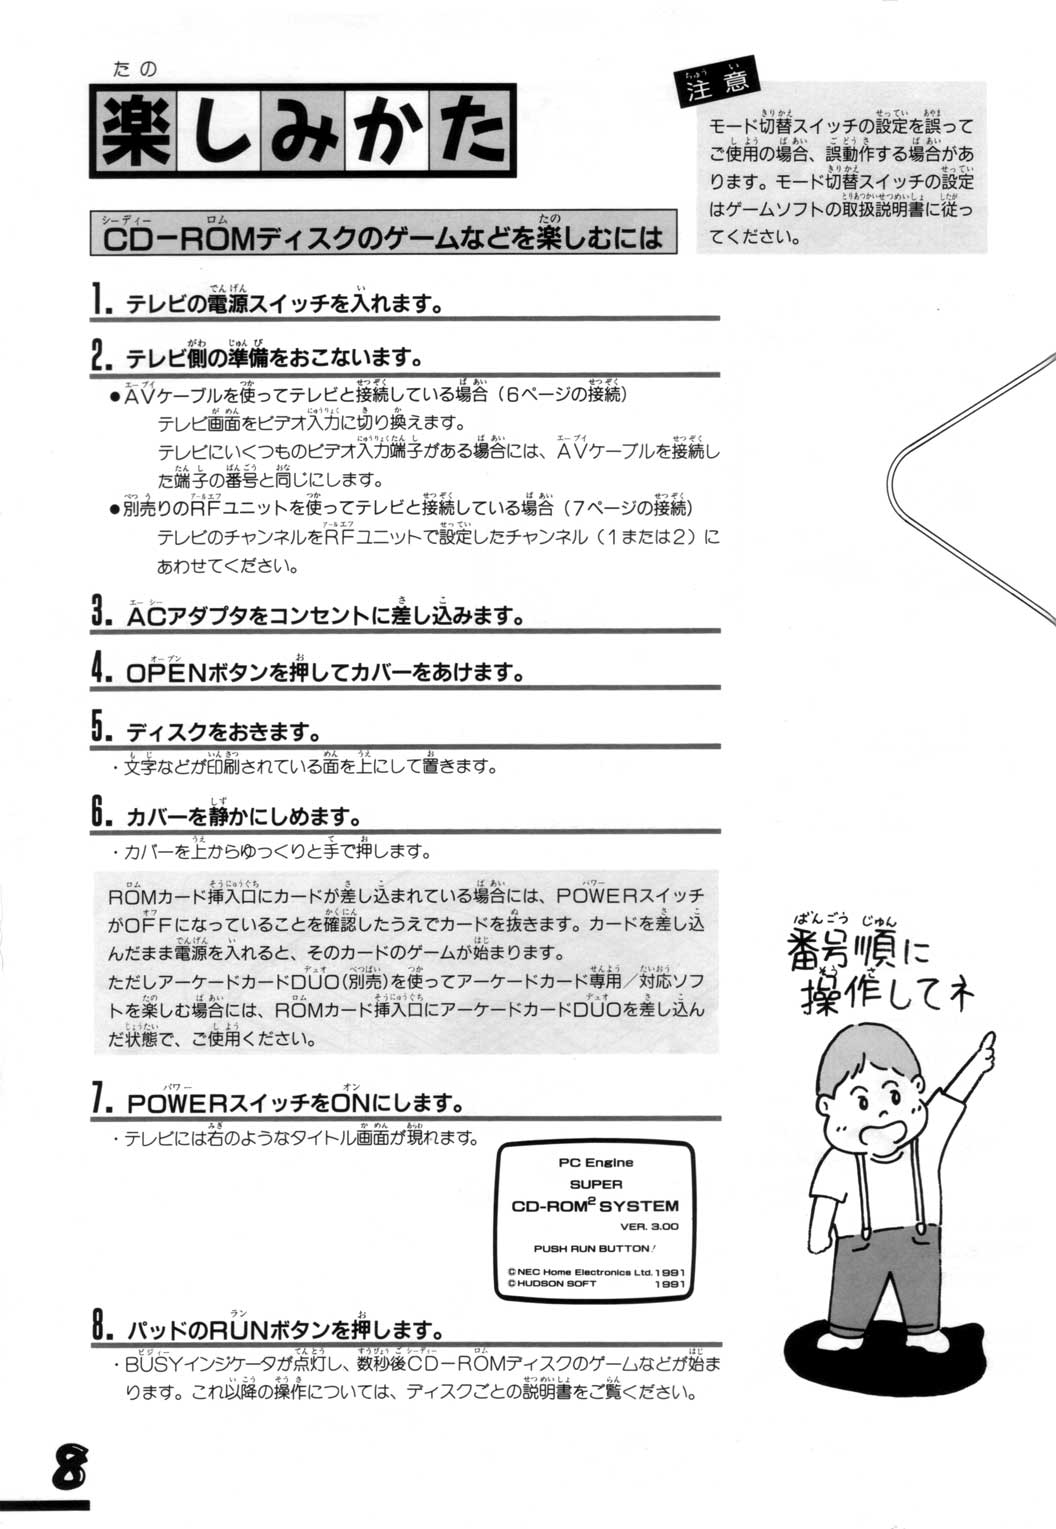 楽しみかた
注意
モード切替スイッチの設定を誤って
ご使用の場合、誤動作する場合があ
ります。モード切替スイッチの設定
はゲームソフトの取扱説明書に従っ
てください。
CD－ROMディスクのゲームなどを楽しむには
1. テレビの電源スイッチを入れます。
2. テレビ側の準備をおこないます。
●AVケーブルを使ってテレビと接続している場合（6ページの接続）
テレビ画面をビデオ入力に切り換えます。
テレビにいくつものビデオ入力端子がある場合には、AVケーブルを接続し
た端子の番号と同じにします。
●別売りのRFユニットを使ってテレビと接続している場合（7ページの接続）
テレビのチャンネルをRFユニットで設定したチャンネル（1または2）に
あわせてください。
3. ACアダプタをコンセントに差し込みます。
4. OPENボタンを押してカバーをあけます。
5. ディスクをおきます。
・文字などが印刷されている面を上にして置きます。
6. カバーを静かにしめます。
・カバーを上からゆっくりと手で押します。
ROMカード挿入口にカードが差し込まれている場合には、POWERスイッチ
がOFFになっていることを確認したうえでカードを抜きます。カードを差し込
んだまま電源を入れると、そのカードのゲームが始まります。
ただしアーケードカードDUO(別売)を使ってアーケードカード専用／対応ソフ
トを楽しむ場合には、ROMカード挿入口にアーケードカードDUOを差し込ん
だ状態で、ご使用ください。
7. POWERスイッチをONにします。
・テレビには右のようなタイトル画面が現れます。
PC Engine
SUPER
CD-ROM² SYSTEM
VER. 3.00
PUSH RUN BUTTON!
©NEC Home Electronics Ltd. 1991
©HUDSON SOFT 1991
8. パッドのRUNボタンを押します。
・BUSYインジケータが点灯し、数秒後CD－ROMディスクのゲームなどが始ま
ります。これ以降の操作については、ディスクごとの説明書をご覧ください。
番号順に
操作してネ
8